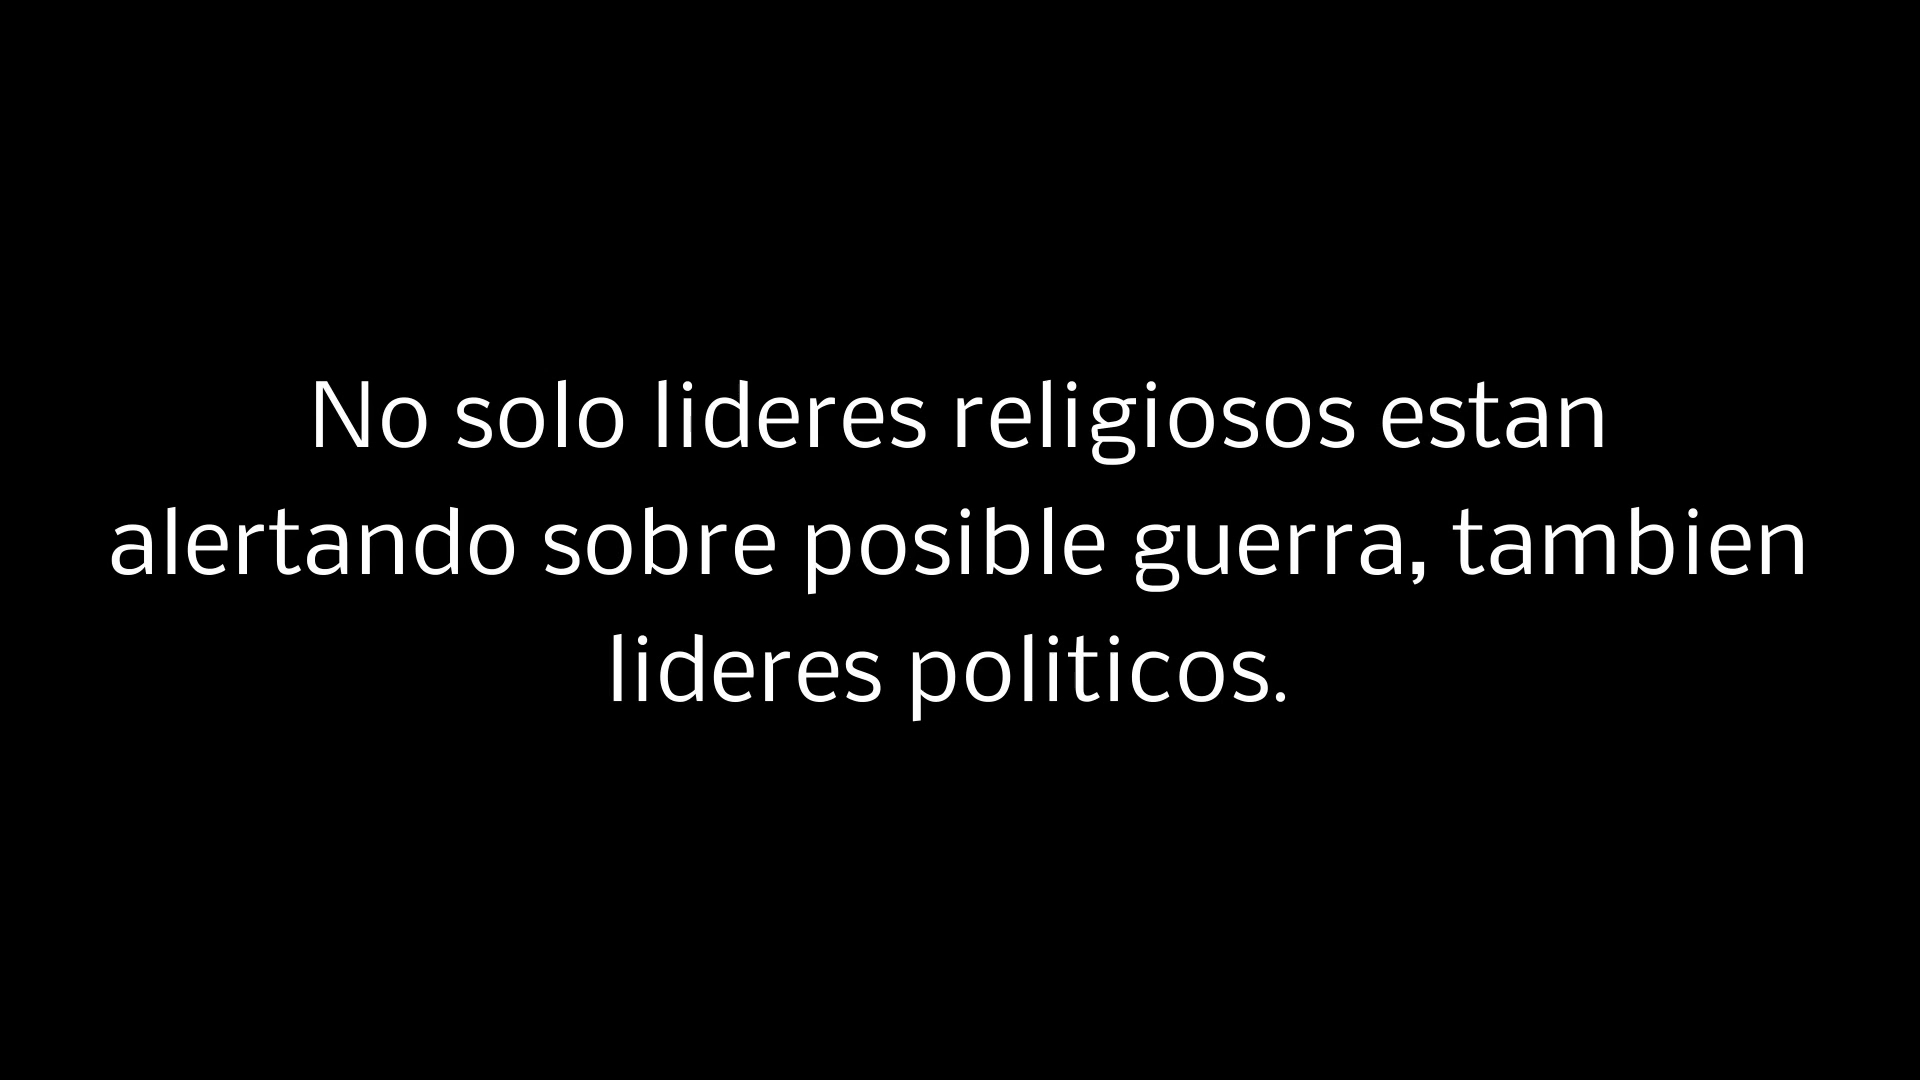 No solo lideres religiosos estan
alertando sobre posible guerra, tambien
lideres politicos.